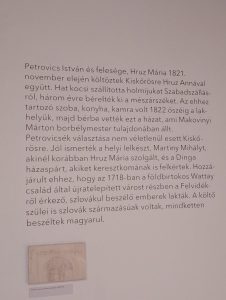 Petrovics István és felesége, Hruz Mária 1821.
november elején költöztek Kiskőrösre Hruz Annával
együtt. Hat kocsi szállította holmijukat Szabadszállás-
ról, három évre bérelték ki a mészárszéket. Az ehhez
tartozó szoba, konyha, kamra volt 1822 őszéig a lak-
helyük, majd bérbe vették ezt a házat, ami Makovinyi
Márton borbélymester tulajdonában állt.
Petrovicsék választása nem véletlenül esett Kiskő-
rösre. Jól ismerték a helyi lelkészt, Martiny Mihályt,
akinél korábban Hruz Mária szolgált, és a Dinga
házaspárt, akiket keresztkomának is felkértek. Hozzá-
járult ehhez, hogy az 1718-ban a földbirtokos Wattay
család által újratelepített városrészben a Felvidék-
ről érkező, szlovákul beszélő emberek laktak. A költő
szülei is szlovák származásúak voltak, mindketten
beszéltek magyarul.